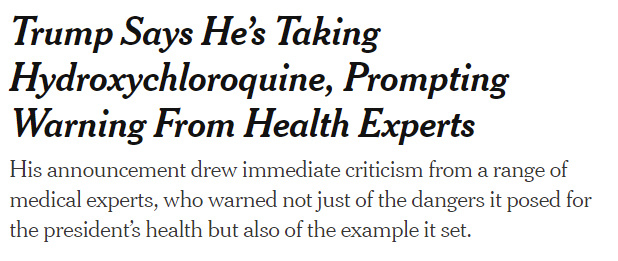 Trump Says He's Taking
Hydroxychloroquine, Prompting
Warning From Health Experts
His announcement drew immediate criticism from a range of
medical experts, who warned not just of the dangers it posed for
the president's health but also of the example it set.